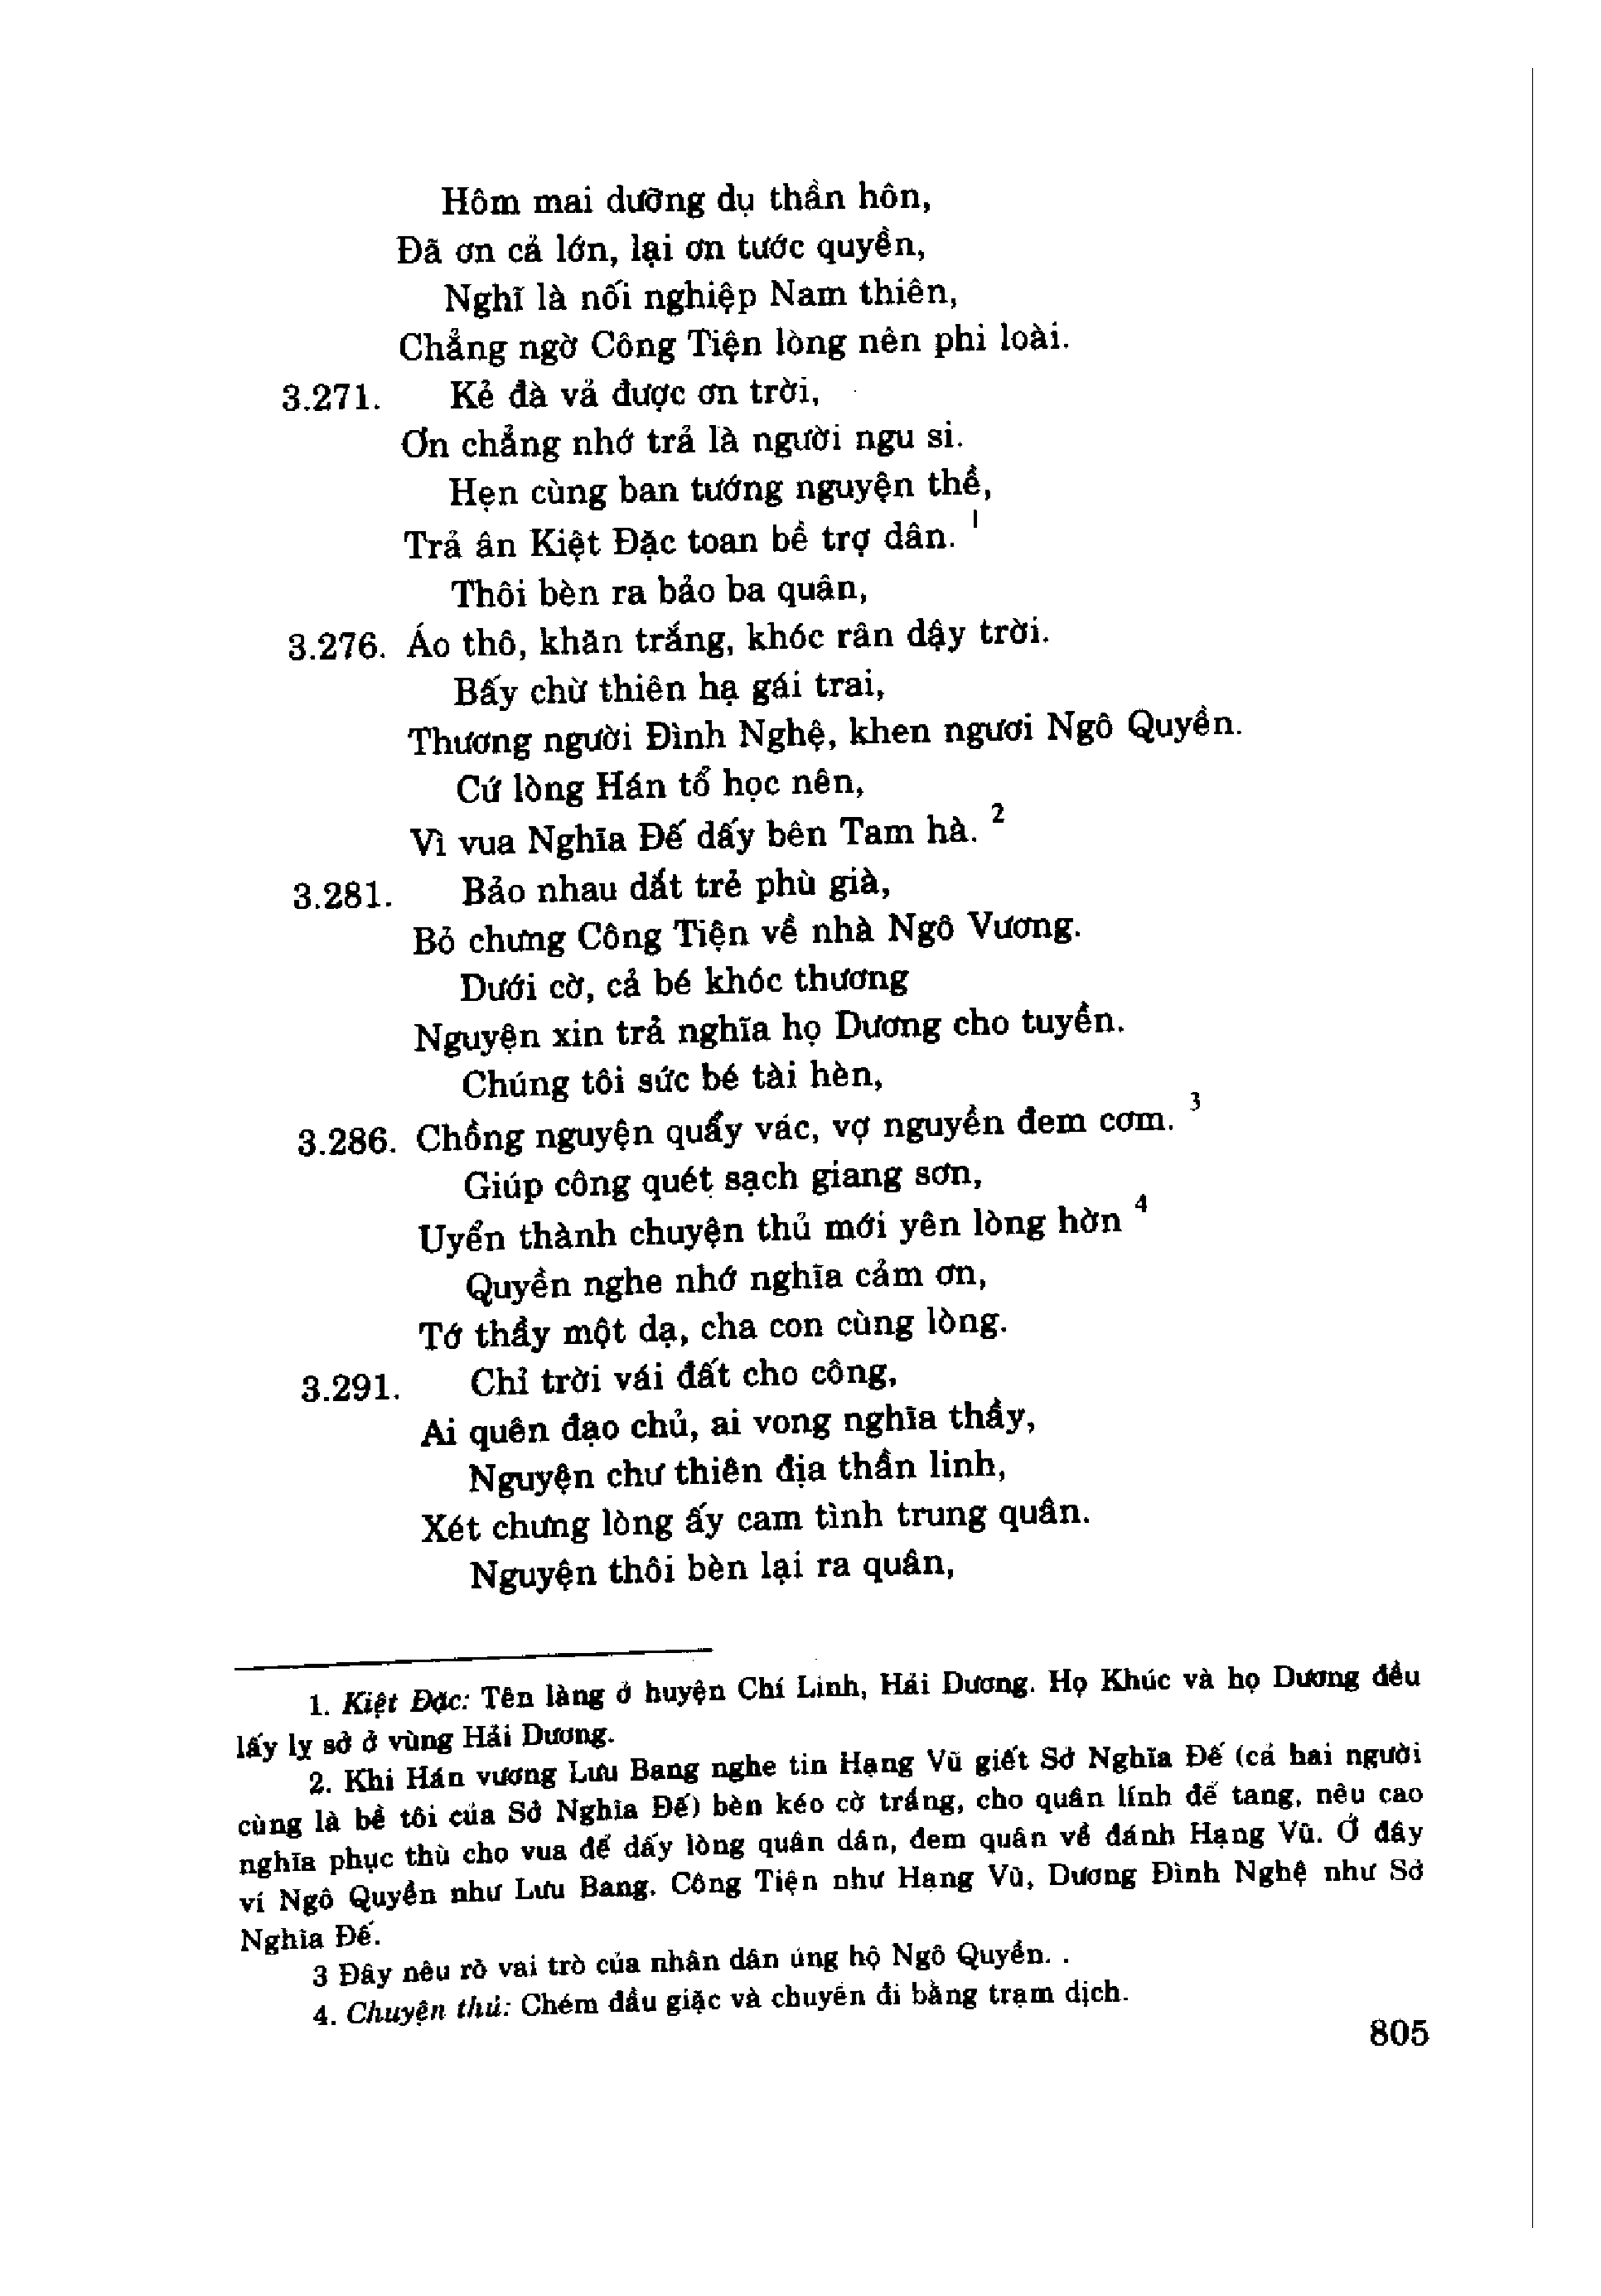 Hôm mai dưỡng dụ thần hôn,
Đã ơn cả lớn, lại ơn tước quyền,
Nghĩ là nối nghiệp Nam thiên,
Chẳng ngờ Công Tiện lòng nên phi loài.
3.271. Kẻ đà vả được ơn trời,
Ơn chẳng nhớ trả là người ngu si.
Hẹn cùng ban tướng nguyện thề,
Trả ân Kiệt Đặc toan bề trợ dân. 1
Thôi bèn ra bảo ba quân,
3.276. Áo thô, khăn trắng, khóc rân dậy trời.
Bấy chừ thiên hạ gái trai,
Thương người Đình Nghệ, khen ngươi Ngô Quyền.
Cứ lòng Hán tổ học nên,
Vì vua Nghĩa Đế dấy bên Tam hà. 2
3.281. Bảo nhau dắt trẻ phù già,
Bỏ chưng Công Tiện về nhà Ngô Vương.
Dưới cờ, cả bé khóc thương
Nguyện xin trả nghĩa họ Dương cho tuyền.
Chúng tôi sức bé tài hèn,
3.286. Chồng nguyện quẩy vác, vợ nguyền đem cơm. 3
Giúp công quét sạch giang sơn,
Uyển thành chuyện thủ mới yên lòng hờn 4
Quyền nghe nhớ nghĩa cảm ơn,
Tớ thầy một dạ, cha con cùng lòng.
3.291. Chỉ trời vái đất cho công,
Ai quên đạo chủ, ai vong nghĩa thầy,
Nguyện chư thiên địa thần linh,
Xét chưng lòng ấy cam tình trung quân.
Nguyện thôi bèn lại ra quân,
1. Kiệt Đặc: Tên làng ở huyện Chí Linh, Hải Dương. Họ Khúc và họ Dương đều
lấy lỵ sở ở vùng Hải Dương.
2. Khi Hán vương Lưu Bang nghe tin Hạng Vũ giết Sở Nghĩa Đế (cả hai người
cùng là bề tôi của Sở Nghĩa Đế) bèn kéo cờ trắng, cho quân lính để tang, nêu cao
nghĩa phục thù cho vua để dấy lòng quân dân, đem quân về đánh Hạng Vũ. Ở đây
ví Ngô Quyền như Lưu Bang. Công Tiện như Hạng Vũ, Dương Đình Nghệ như Sở
Nghĩa Đế.
3 Đây nêu rõ vai trò của nhân dân ủng hộ Ngô Quyền. .
4. Chuyện thủ: Chém đầu giặc và chuyển đi bằng trạm dịch.
805